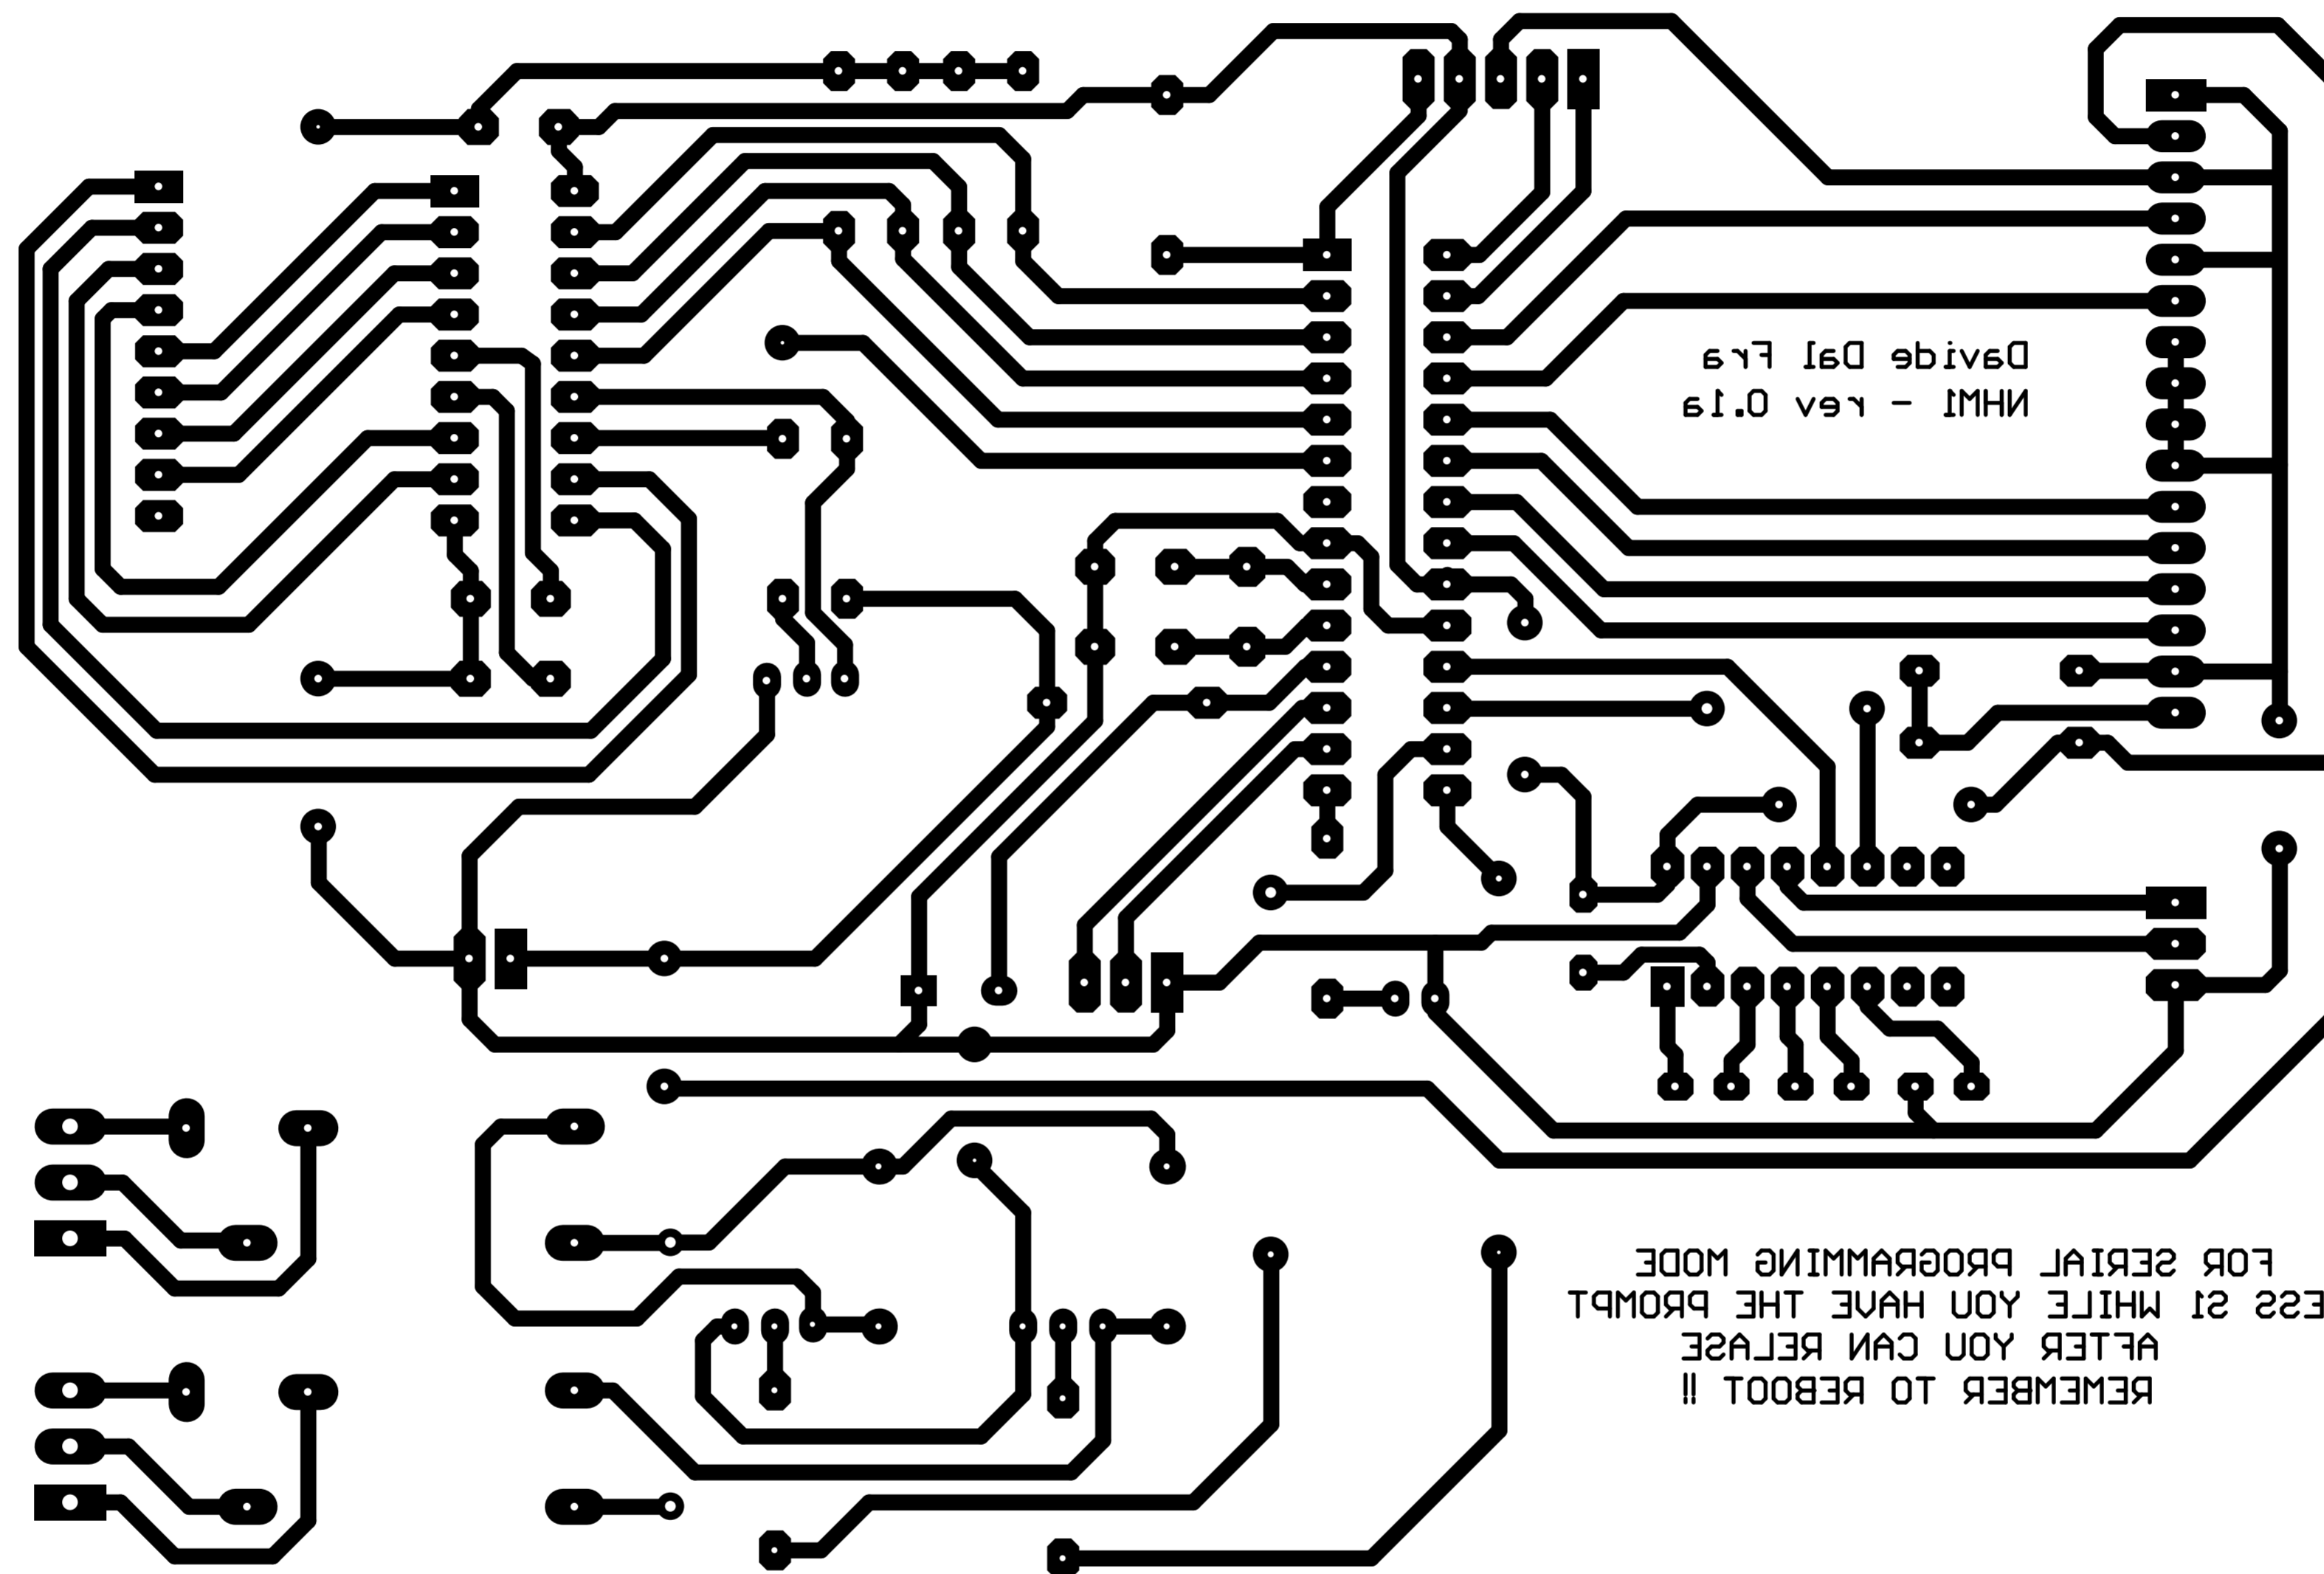 Davide Dal Fra
NHM1 - rev 0.1a
FOR SERIAL PROGRAMMING MODE
ESS S1 WHILE YOU HAVE THE PROMPT
AFTER YOU CAN RELASE
REMEMBER TO REBOOT !!